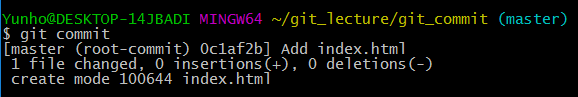 Yunho@DESKTOP-14JBADI MINGW64 ~/git_lecture/git_commit (master)
$ git commit
[master (root-commit) 0c1af2b] Add index.html
 1 file changed, 0 insertions(+), 0 deletions(-)
 create mode 100644 index.html